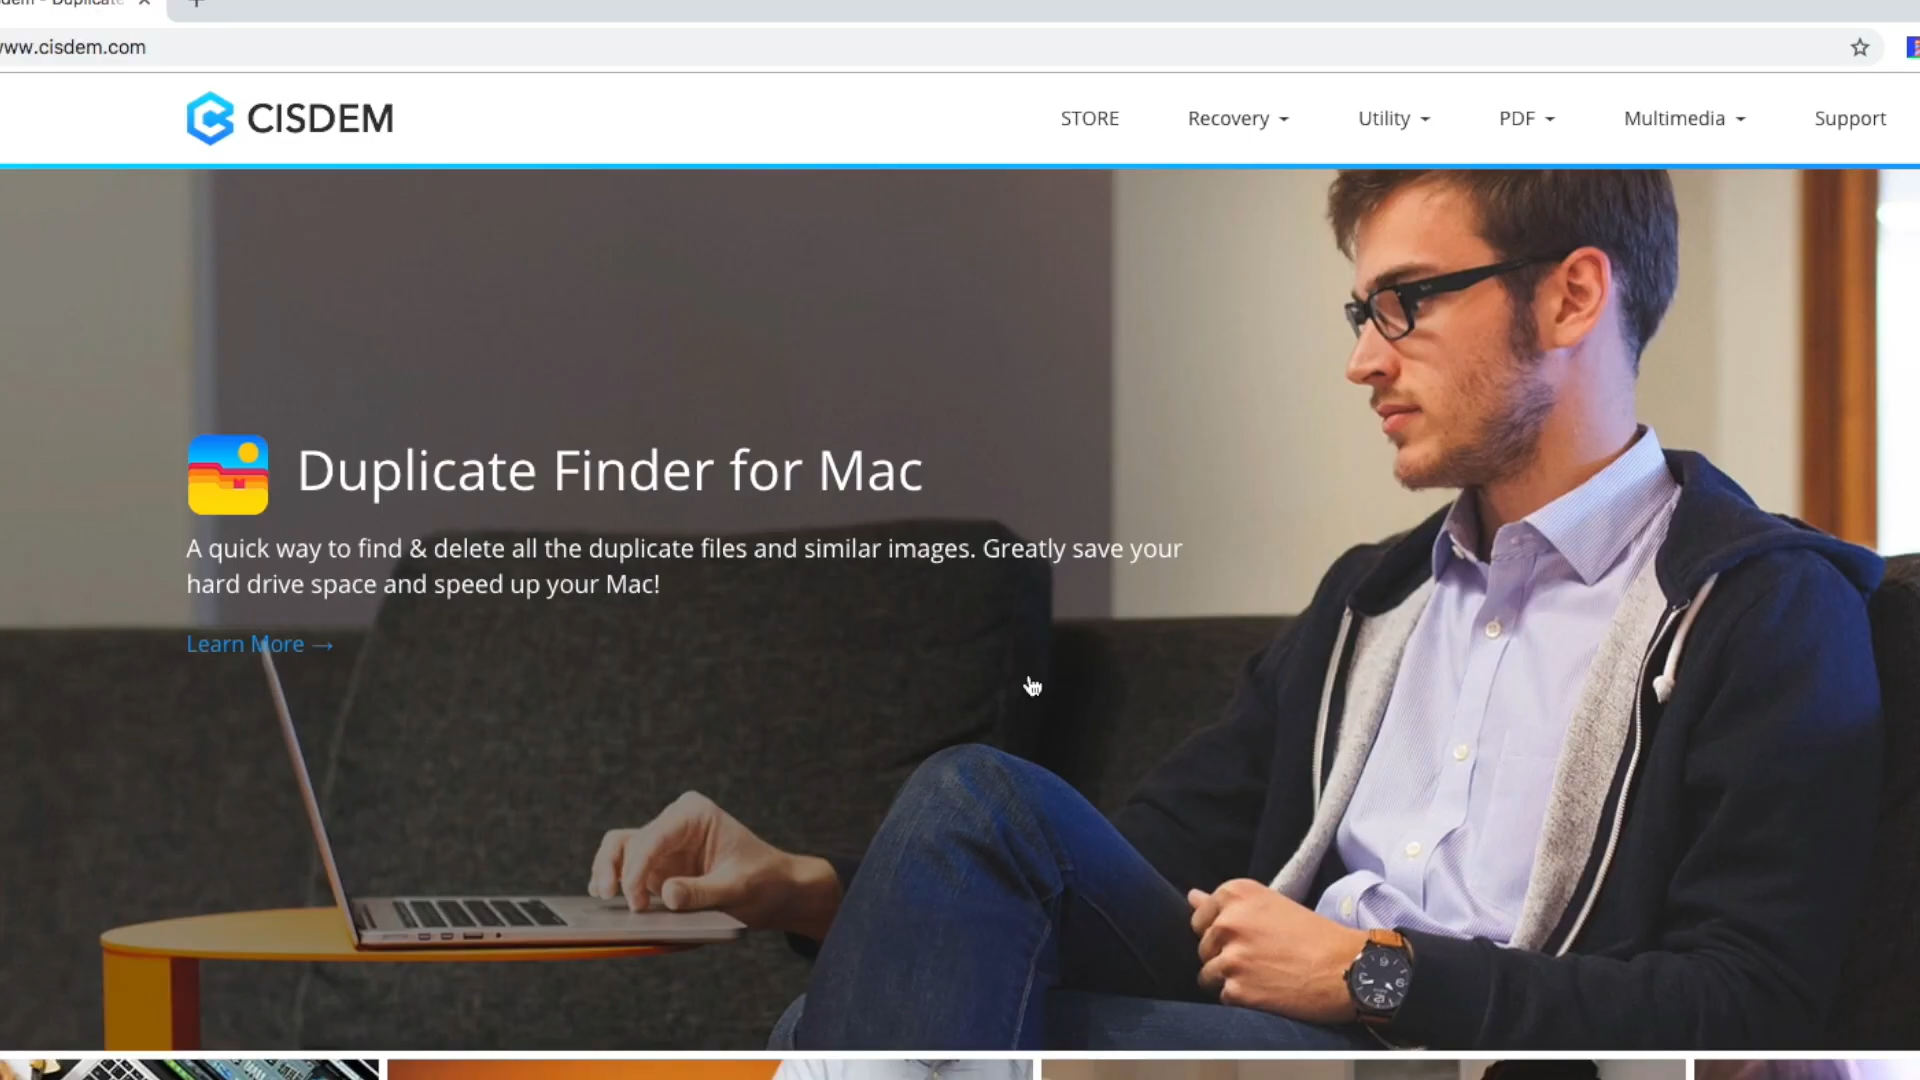 www.cisdem.com
CISDEM
STORE
Recovery
Utility
PDF
Multimedia
Support
Duplicate Finder for Mac
A quick way to find & delete all the duplicate files and similar images. Greatly save your
hard drive space and speed up your Mac!
Learn More →